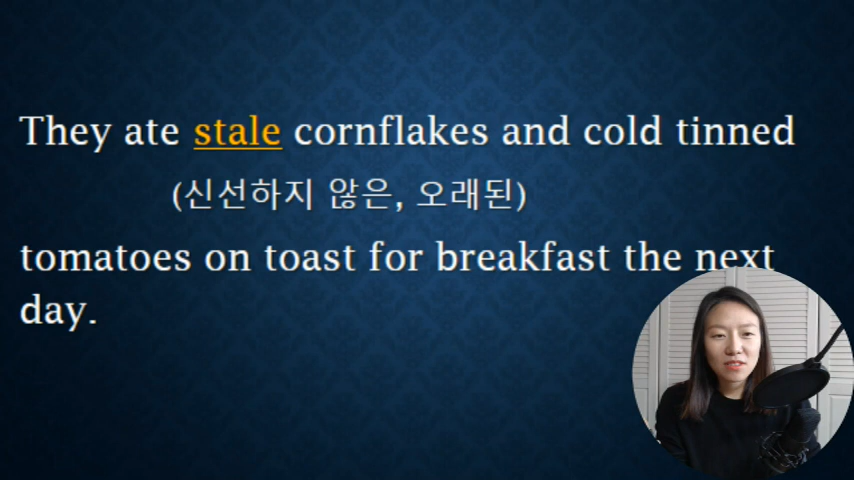 They ate stale cornflakes and cold tinned
(신선하지 않은, 오래된)
tomatoes on toast for breakfast the next
day.